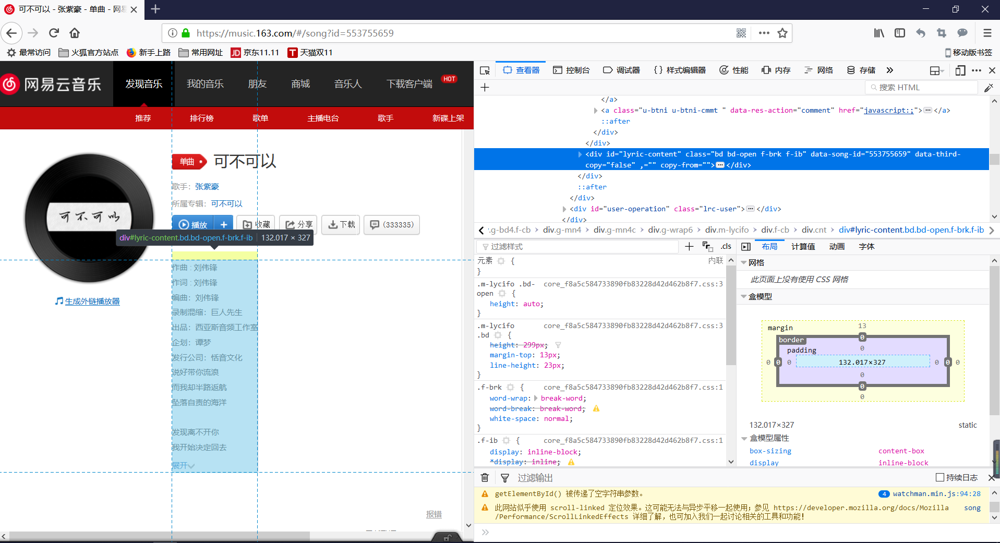 可不可以 - 张紫豪 - 单曲 - 网易
https://music.163.com/#/song?id=553755659
最常访问 火狐官方站点 新手上路 常用网址 JD 京东11.11 T 天猫双11 移动版书签
网易云音乐 发现音乐 我的音乐 朋友 商城 音乐人 下载客户端 HOT
推荐 排行榜 歌单 主播电台 歌手 新碟上架
单曲 可不可以
歌手：张紫豪
所属专辑：可不可以
可不可以
播放 + 收藏 分享 下载 (333335)
div#lyric-content.bd.bd-open.f-brk.f-ib 132.017 × 327
作曲 : 刘伟锋
作词 : 刘伟锋
编曲：刘伟锋
录制混缩：巨人先生
出品：西亚斯音频工作室
企划：谭梦
发行公司：恬音文化
说好带你流浪
而我却半路返航
坠落自责的海洋
发现离不开你
我开始决定回去
展开
生成外链播放器
报错
查看器 控制台 调试器 {} 样式编辑器 性能 内存 网络 存储
搜索 HTML
</a>
<a class="u-btni u-btni-cmmt " data-res-action="comment" href="javascript:;">…</a>
::after
</div>
</div>
<div id="lyric-content" class="bd bd-open f-brk f-ib" data-song-id="553755659" data-third-
copy="false" ,="" copy-from="">…</div>
</div>
::after
</div>
<div id="user-operation" class="lrc-user">…</div>
</div>
.g-bd4.f-cb div.g-mn4 div.g-mn4c div.g-wrap6 div.m-lycifo div.f-cb div.cnt div#lyric-content.bd.bd-open.f-brk.f-ib
过滤样式 + .cls
元素 { 内联
}
.m-lycifo .bd- core_f8a5c584733890fb83228d42d462b8f7.css:3
open {
height: auto;
}
.m-lycifo core_f8a5c584733890fb83228d42d462b8f7.css:3
.bd {
height: 299px;
margin-top: 13px;
line-height: 23px;
}
.f-brk { core_f8a5c584733890fb83228d42d462b8f7.css:1
word-wrap: break-word;
word-break: break-word;
white-space: normal;
}
.f-ib { core_f8a5c584733890fb83228d42d462b8f7.css:1
display: inline-block;
*display: inline;
布局 计算值 动画 字体
网格
此页面上没有使用 CSS 网格
盒模型
margin 13
border 0
padding 0
0 0 0 132.017×327 0 0 0
0
0
0
132.017×327 static
盒模型属性
box-sizing content-box
display inline-block
过滤输出 持续日志
getElementById() 被传递了空字符串参数。 4 watchman.min.js:94:28
此网站似乎使用 scroll-linked 定位效果。这可能无法与异步平移一起使用；参见 https://developer.mozilla.org/docs/Mozilla song
/Performance/ScrollLinkedEffects 详细了解，也可加入我们一起讨论相关的工具和功能！